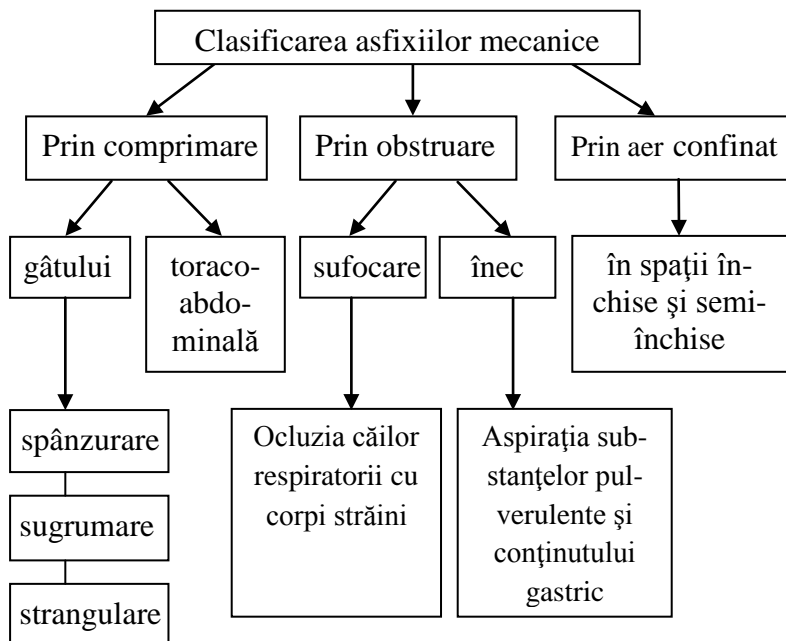 Clasificarea asfixiilor mecanice
Prin comprimare
Prin obstruare
Prin aer confinat
gâtului
toraco-
abdo-
minală
sufocare
înec
în spaţii în-
chise şi semi-
închise
spânzurare
sugrumare
strangulare
Ocluzia căilor
respiratorii cu
corpi străini
Aspiraţia sub-
stanţelor pul-
verulente şi
conţinutului
gastric